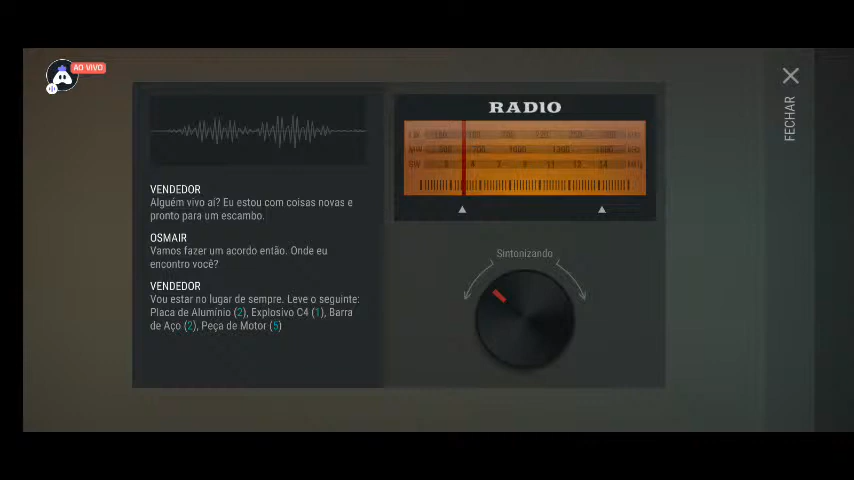 AO VIVO
RADIO
VENDEDOR
Alguém vivo aí? Eu estou com coisas novas e
pronto para um escambo.
OSMAIR
Vamos fazer um acordo então. Onde eu
encontro você?
VENDEDOR
Vou estar no lugar de sempre. Leve o seguinte:
Placa de Alumínio (2), Explosivo C4 (1), Barra
de Aço (2), Peça de Motor (5)
Sintonizando
FECHAR